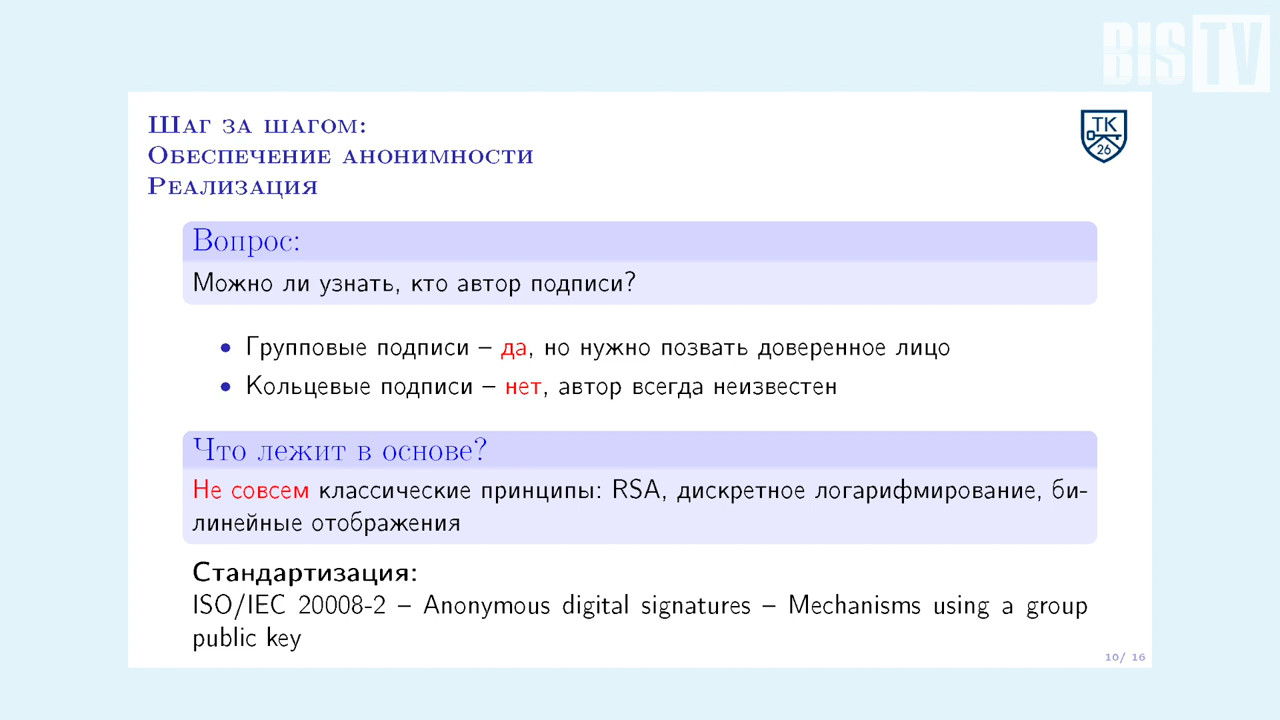 BIS TV
Шаг за шагом:
Обеспечение анонимности
Реализация
ТК
26
Вопрос:
Можно ли узнать, кто автор подписи?
• Групповые подписи – да, но нужно позвать доверенное лицо
• Кольцевые подписи – нет, автор всегда неизвестен
Что лежит в основе?
Не совсем классические принципы: RSA, дискретное логарифмирование, би-
линейные отображения
Стандартизация:
ISO/IEC 20008-2 – Anonymous digital signatures – Mechanisms using a group
public key
10/ 16